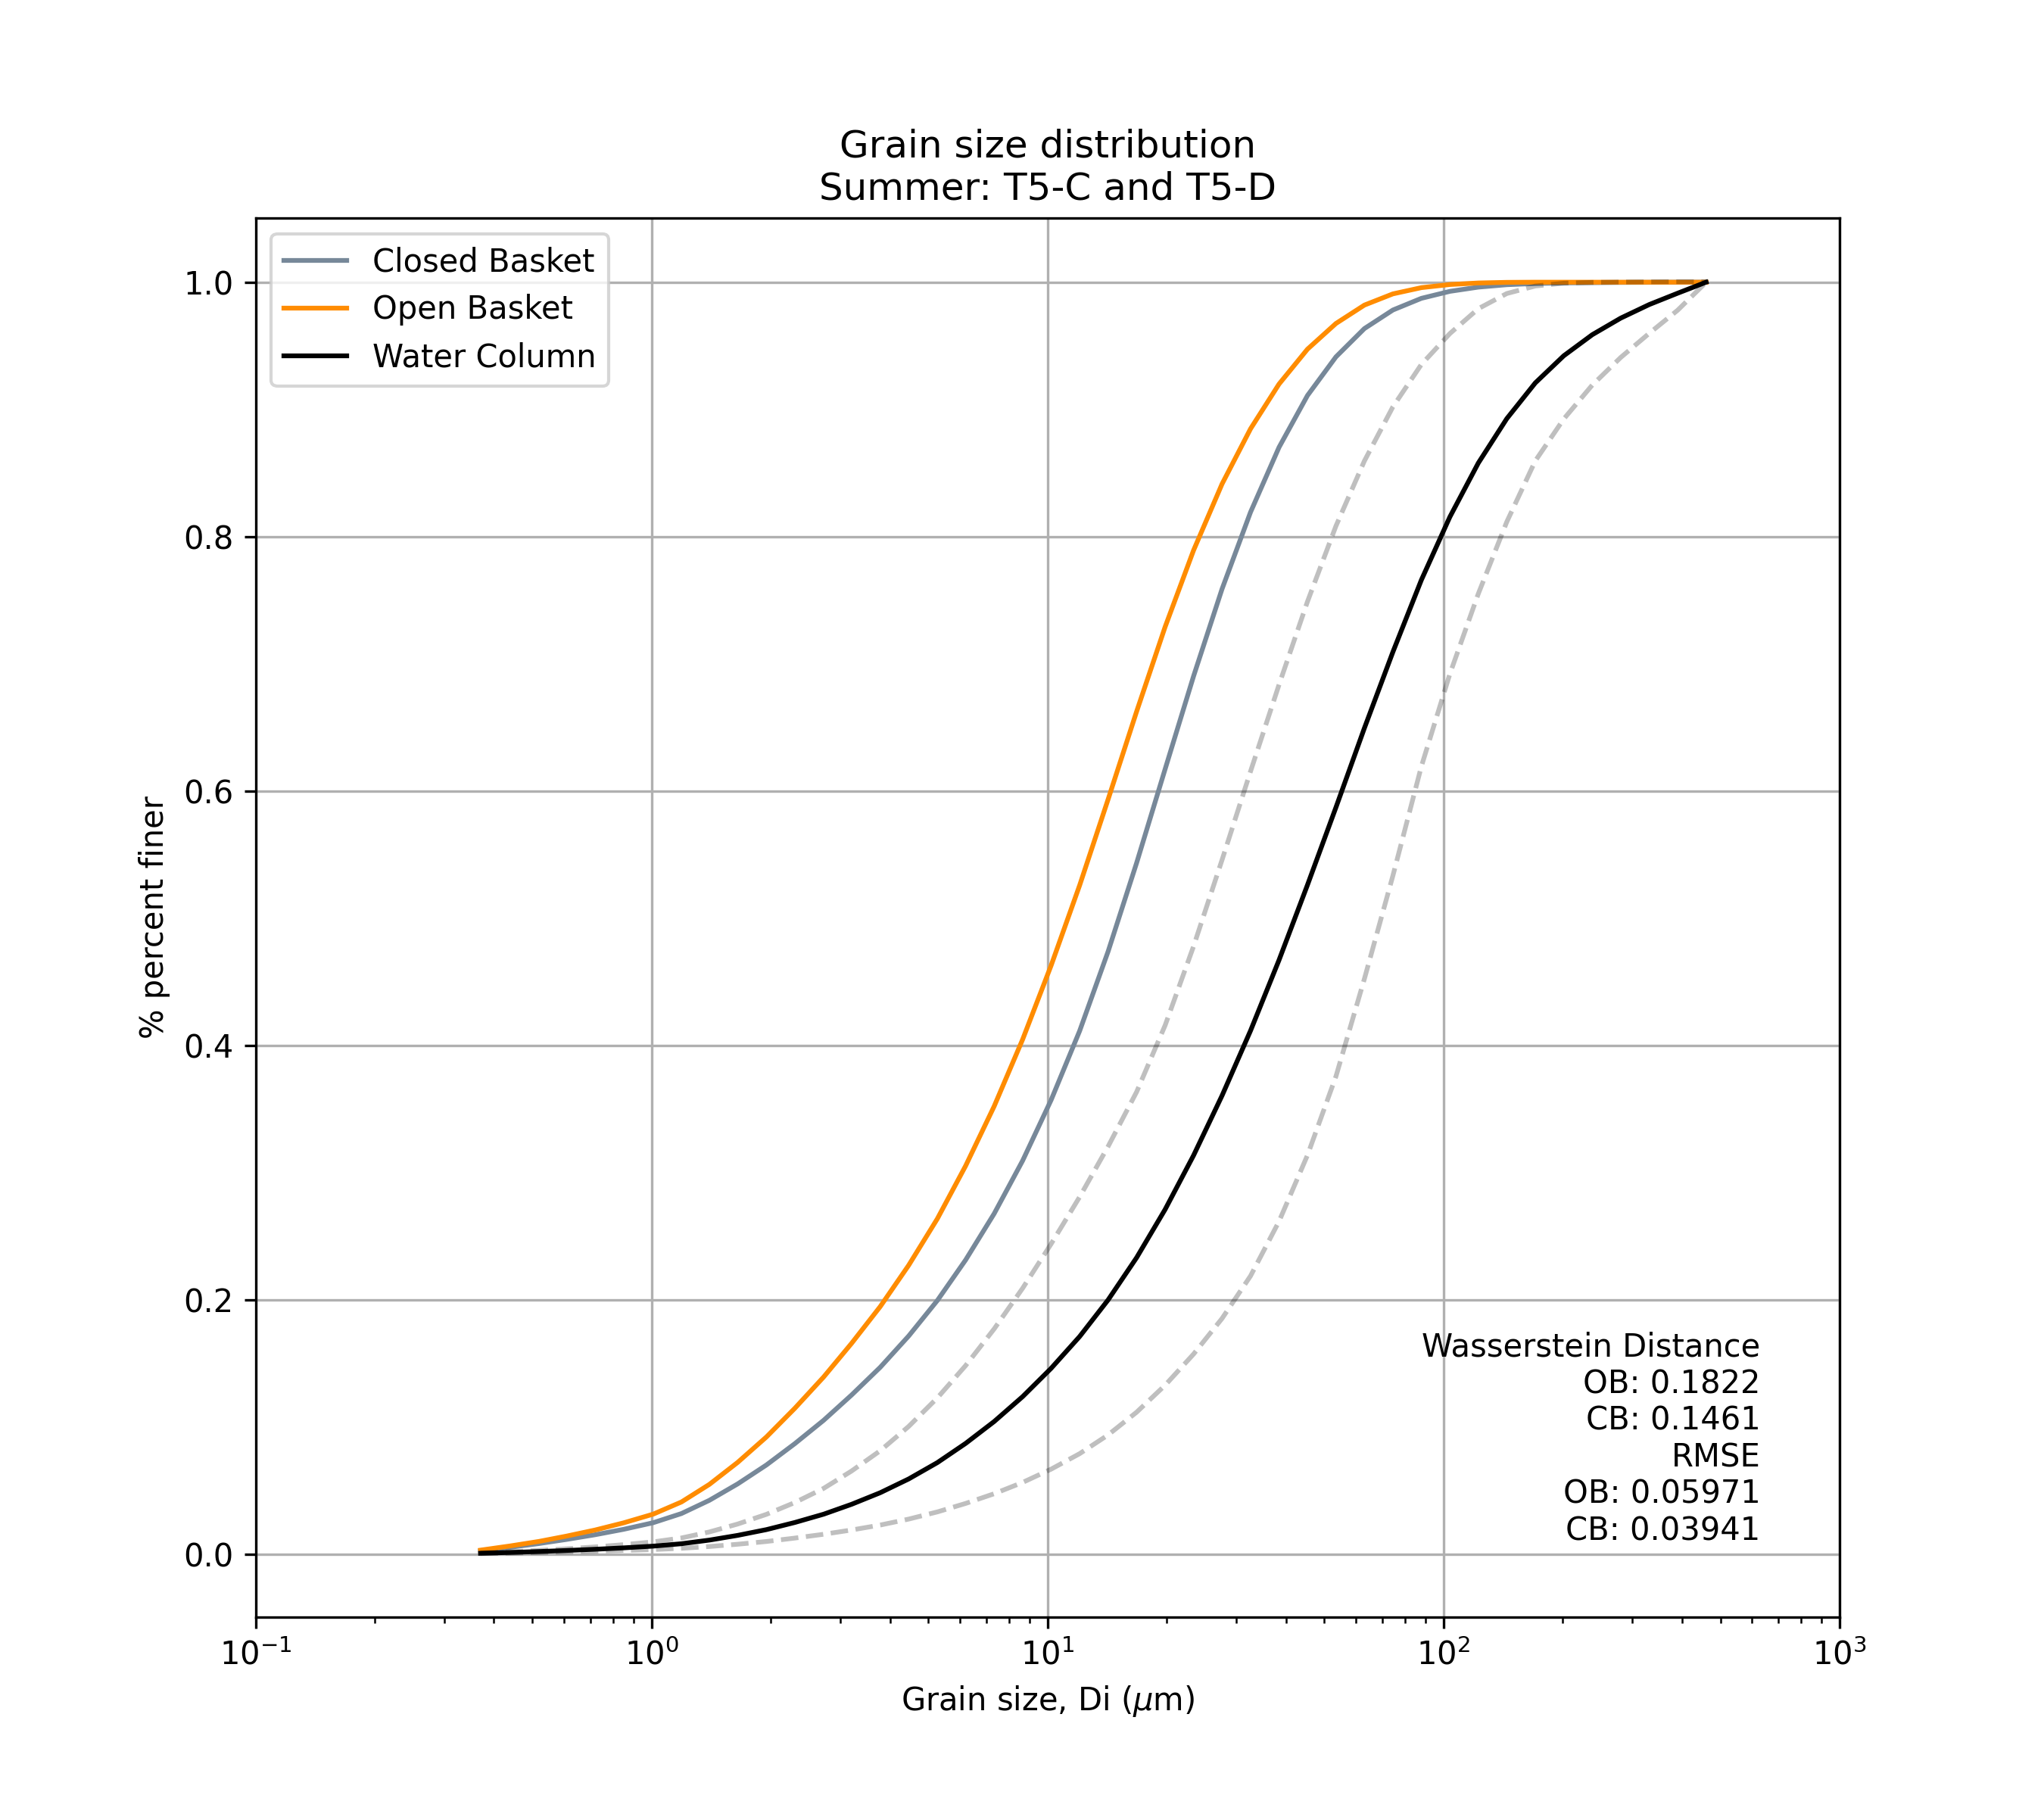 Grain size distribution
Summer: T5-C and T5-D
Closed Basket
Open Basket
Water Column
1.0
0.8
0.6
0.4
0.2
0.0
% percent finer
Wasserstein Distance
OB: 0.1822
CB: 0.1461
RMSE
OB: 0.05971
CB: 0.03941
10⁻¹ 10⁰ 10¹ 10² 10³
Grain size, Di (μm)